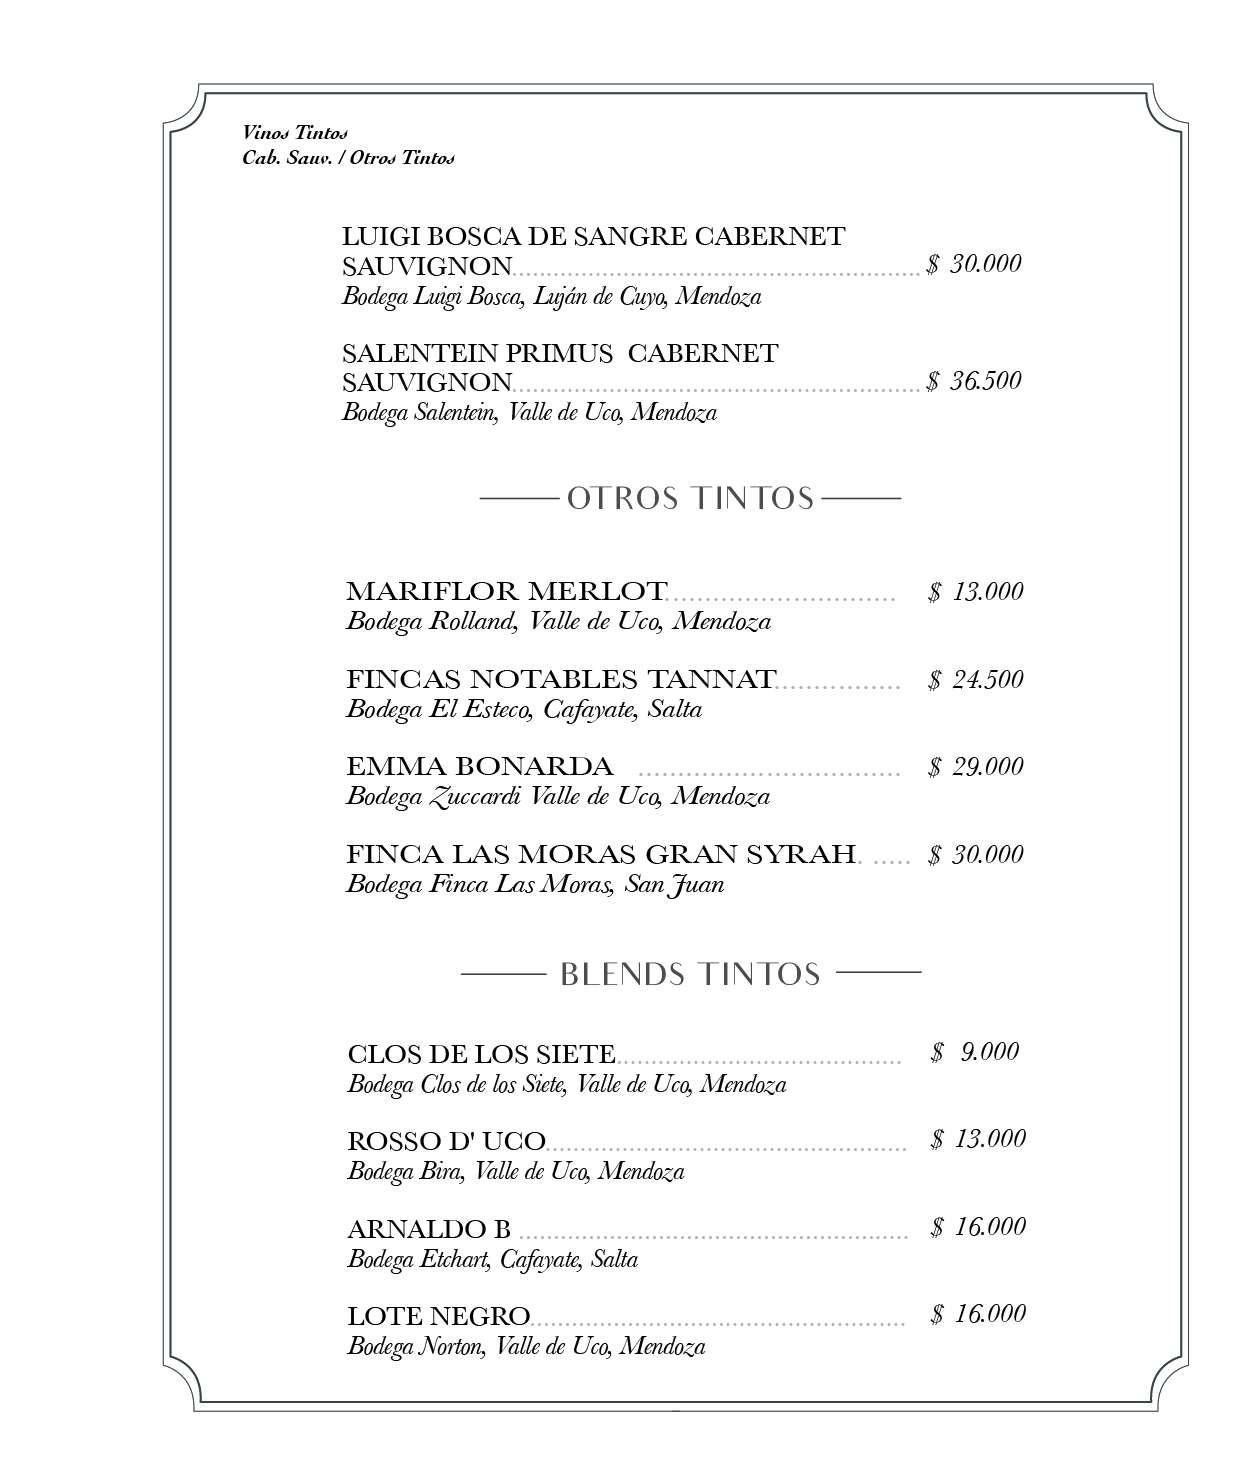 Vinos Tintos
Cab. Sauv. / Otros Tintos
LUIGI BOSCA DE SANGRE CABERNET
SAUVIGNON................................................ $ 30.000
Bodega Luigi Bosca, Luján de Cuyo, Mendoza
SALENTEIN PRIMUS CABERNET
SAUVIGNON................................................ $ 36.500
Bodega Salentein, Valle de Uco, Mendoza
OTROS TINTOS
MARIFLOR MERLOT............................ $ 13.000
Bodega Rolland, Valle de Uco, Mendoza
FINCAS NOTABLES TANNAT............... $ 24.500
Bodega El Esteco, Cafayate, Salta
EMMA BONARDA ............................... $ 29.000
Bodega Zuccardi Valle de Uco, Mendoza
FINCA LAS MORAS GRAN SYRAH. ..... $ 30.000
Bodega Finca Las Moras, San Juan
BLENDS TINTOS
CLOS DE LOS SIETE.................................. $ 9.000
Bodega Clos de los Siete, Valle de Uco, Mendoza
ROSSO D' UCO.......................................... $ 13.000
Bodega Bira, Valle de Uco, Mendoza
ARNALDO B .............................................. $ 16.000
Bodega Etchart, Cafayate, Salta
LOTE NEGRO............................................ $ 16.000
Bodega Norton, Valle de Uco, Mendoza